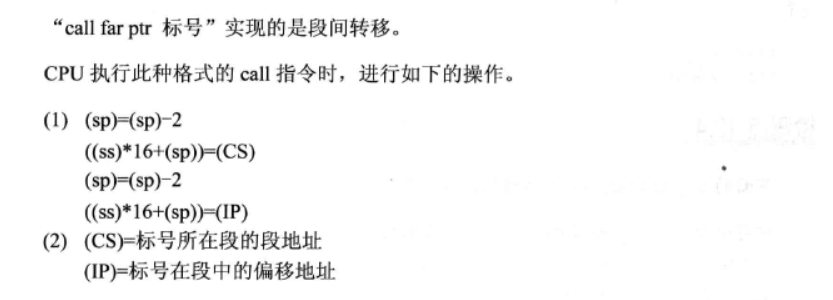 “call far ptr 标号”实现的是段间转移。
CPU 执行此种格式的 call 指令时，进行如下的操作。
(1) (sp)=(sp)−2
((ss)*16+(sp))=(CS)
(sp)=(sp)−2
((ss)*16+(sp))=(IP)
(2) (CS)=标号所在段的段地址
(IP)=标号在段中的偏移地址